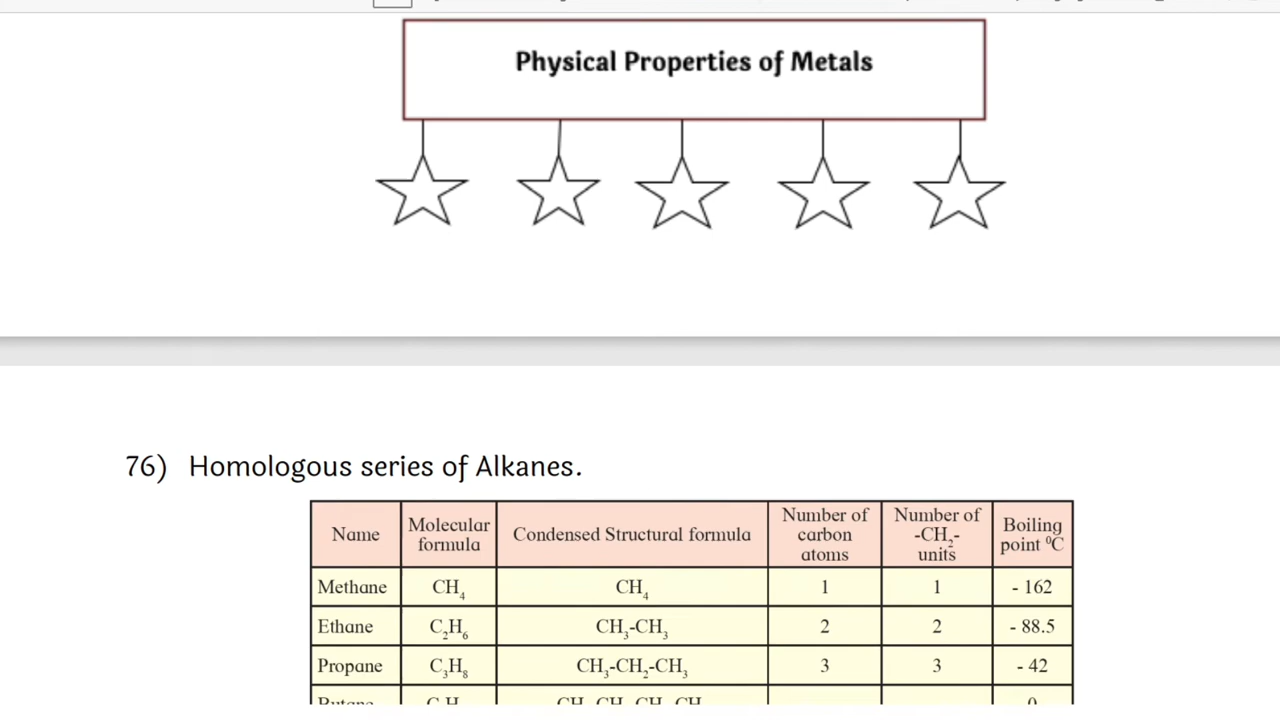 Physical Properties of Metals
76) Homologous series of Alkanes.
Name | Molecular formula | Condensed Structural formula | Number of carbon atoms | Number of -CH₂- units | Boiling point ⁰C
Methane | CH₄ | CH₄ | 1 | 1 | - 162
Ethane | C₂H₆ | CH₃-CH₃ | 2 | 2 | - 88.5
Propane | C₃H₈ | CH₃-CH₂-CH₃ | 3 | 3 | - 42